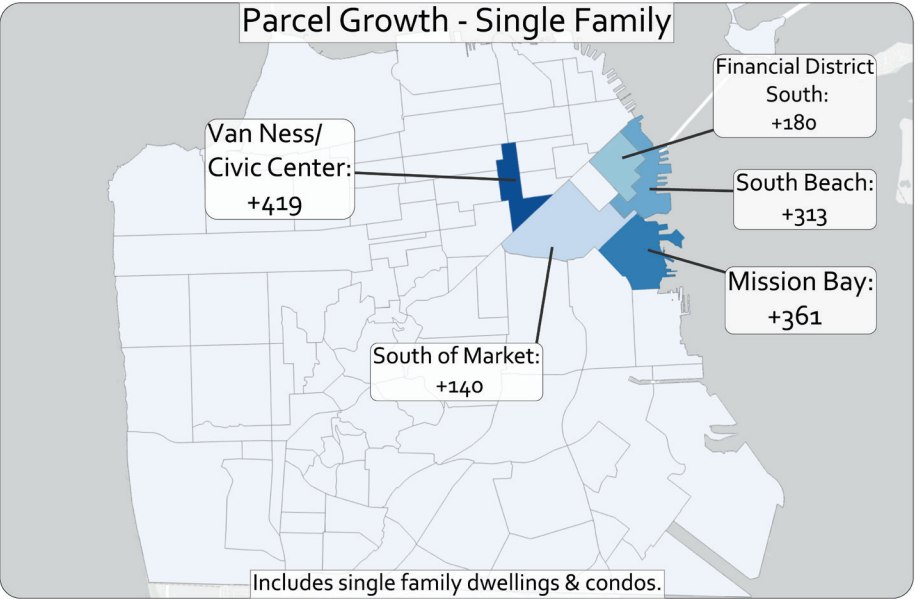 Parcel Growth - Single Family
Financial District
South:
+180
Van Ness/
Civic Center:
+419
South Beach:
+313
Mission Bay:
+361
South of Market:
+140
Includes single family dwellings & condos.